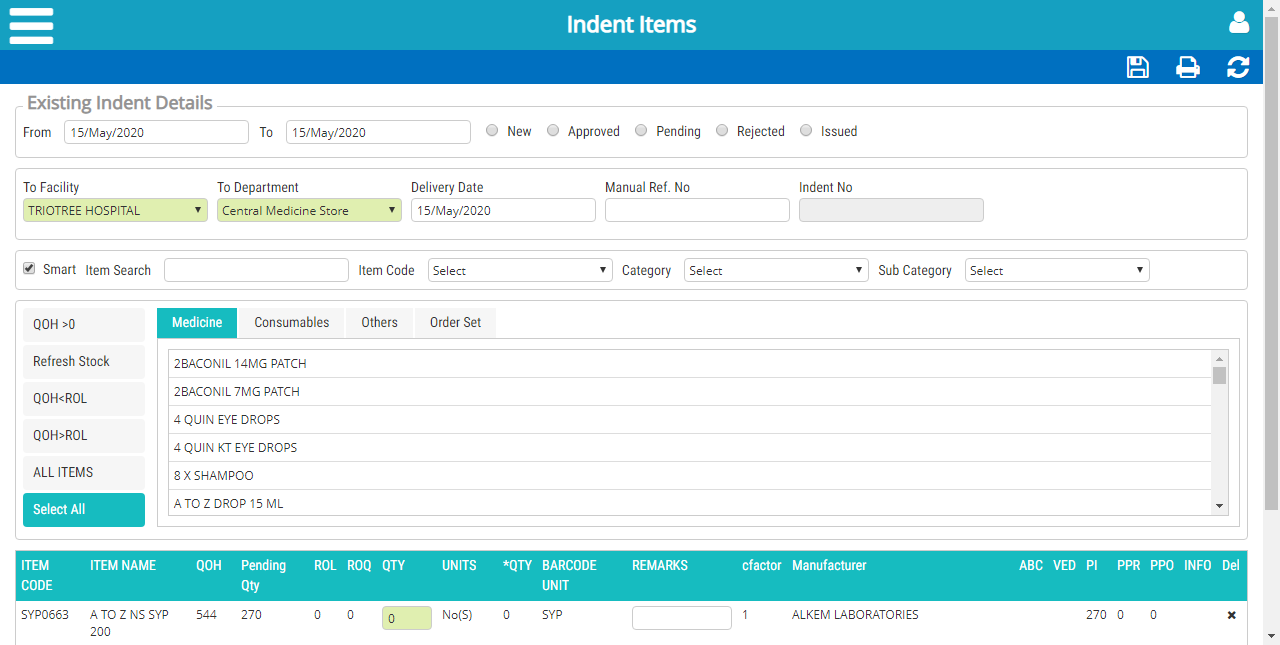 Indent Items
Existing Indent Details
From 15/May/2020 To 15/May/2020 New Approved Pending Rejected Issued
To Facility To Department Delivery Date Manual Ref. No Indent No
TRIOTREE HOSPITAL Central Medicine Store 15/May/2020
Smart Item Search Item Code Select Category Select Sub Category Select
QOH >0
Refresh Stock
QOH<ROL
QOH>ROL
ALL ITEMS
Select All
Medicine Consumables Others Order Set
2BACONIL 14MG PATCH
2BACONIL 7MG PATCH
4 QUIN EYE DROPS
4 QUIN KT EYE DROPS
8 X SHAMPOO
A TO Z DROP 15 ML
ITEM ITEM NAME QOH Pending ROL ROQ QTY UNITS *QTY BARCODE REMARKS cfactor Manufacturer ABC VED PI PPR PPO INFO Del
CODE Qty UNIT
SYP0663 A TO Z NS SYP 544 270 0 0 0 No(S) 0 SYP 1 ALKEM LABORATORIES 270 0 0
200